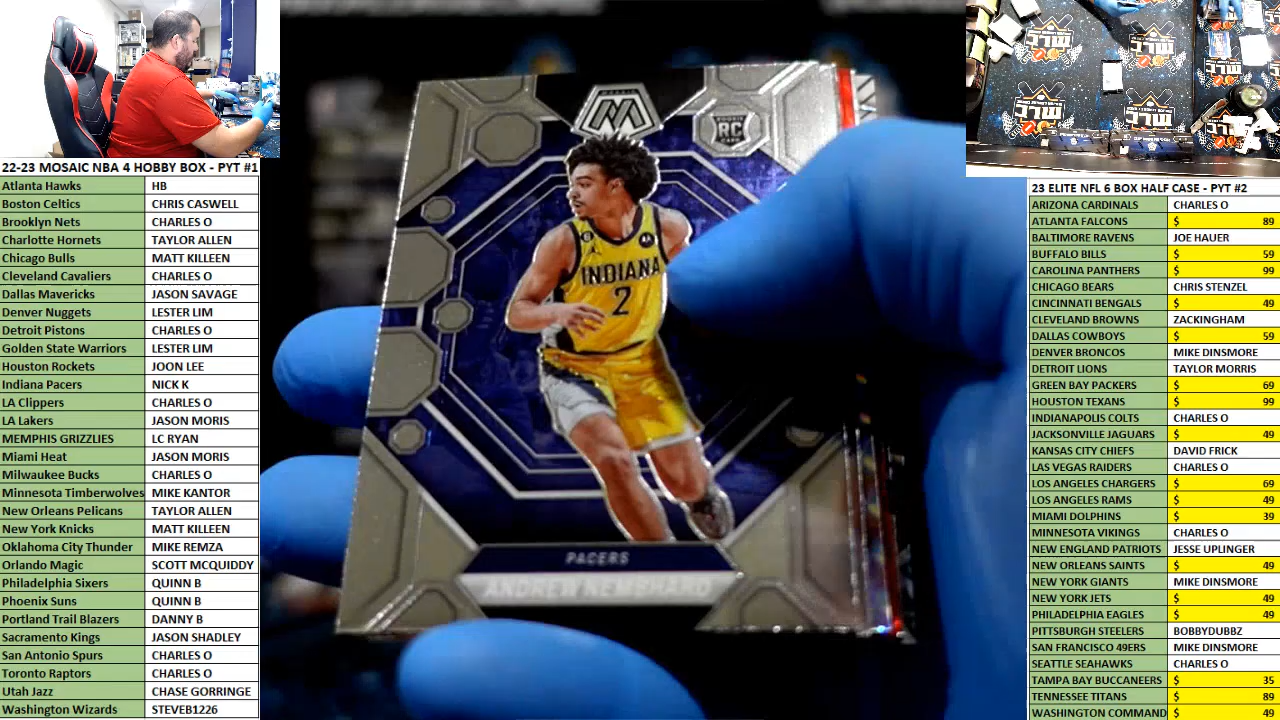 22-23 MOSAIC NBA 4 HOBBY BOX - PYT #1
Atlanta Hawks HB
Boston Celtics CHRIS CASWELL
Brooklyn Nets CHARLES O
Charlotte Hornets TAYLOR ALLEN
Chicago Bulls MATT KILLEEN
Cleveland Cavaliers CHARLES O
Dallas Mavericks JASON SAVAGE
Denver Nuggets LESTER LIM
Detroit Pistons CHARLES O
Golden State Warriors LESTER LIM
Houston Rockets JOON LEE
Indiana Pacers NICK K
LA Clippers CHARLES O
LA Lakers JASON MORIS
MEMPHIS GRIZZLIES LC RYAN
Miami Heat JASON MORIS
Milwaukee Bucks CHARLES O
Minnesota Timberwolves MIKE KANTOR
New Orleans Pelicans TAYLOR ALLEN
New York Knicks MATT KILLEEN
Oklahoma City Thunder MIKE REMZA
Orlando Magic SCOTT MCQUIDDY
Philadelphia Sixers QUINN B
Phoenix Suns QUINN B
Portland Trail Blazers DANNY B
Sacramento Kings JASON SHADLEY
San Antonio Spurs CHARLES O
Toronto Raptors CHARLES O
Utah Jazz CHASE GORRINGE
Washington Wizards STEVEB1226
MOSAIC
ROOKIE
RC
CARD
INDIANA
2
PACERS
ANDREW NEMBHARD
23 ELITE NFL 6 BOX HALF CASE - PYT #2
ARIZONA CARDINALS CHARLES O
ATLANTA FALCONS $ 89
BALTIMORE RAVENS JOE HAUER
BUFFALO BILLS $ 59
CAROLINA PANTHERS $ 99
CHICAGO BEARS CHRIS STENZEL
CINCINNATI BENGALS $ 49
CLEVELAND BROWNS ZACKINGHAM
DALLAS COWBOYS $ 59
DENVER BRONCOS MIKE DINSMORE
DETROIT LIONS TAYLOR MORRIS
GREEN BAY PACKERS $ 69
HOUSTON TEXANS $ 99
INDIANAPOLIS COLTS CHARLES O
JACKSONVILLE JAGUARS $ 49
KANSAS CITY CHIEFS DAVID FRICK
LAS VEGAS RAIDERS CHARLES O
LOS ANGELES CHARGERS $ 69
LOS ANGELES RAMS $ 49
MIAMI DOLPHINS $ 39
MINNESOTA VIKINGS CHARLES O
NEW ENGLAND PATRIOTS JESSE UPLINGER
NEW ORLEANS SAINTS $ 49
NEW YORK GIANTS MIKE DINSMORE
NEW YORK JETS $ 49
PHILADELPHIA EAGLES $ 49
PITTSBURGH STEELERS BOBBYDUBBZ
SAN FRANCISCO 49ERS MIKE DINSMORE
SEATTLE SEAHAWKS CHARLES O
TAMPA BAY BUCCANEERS $ 35
TENNESSEE TITANS $ 89
WASHINGTON COMMAND $ 49